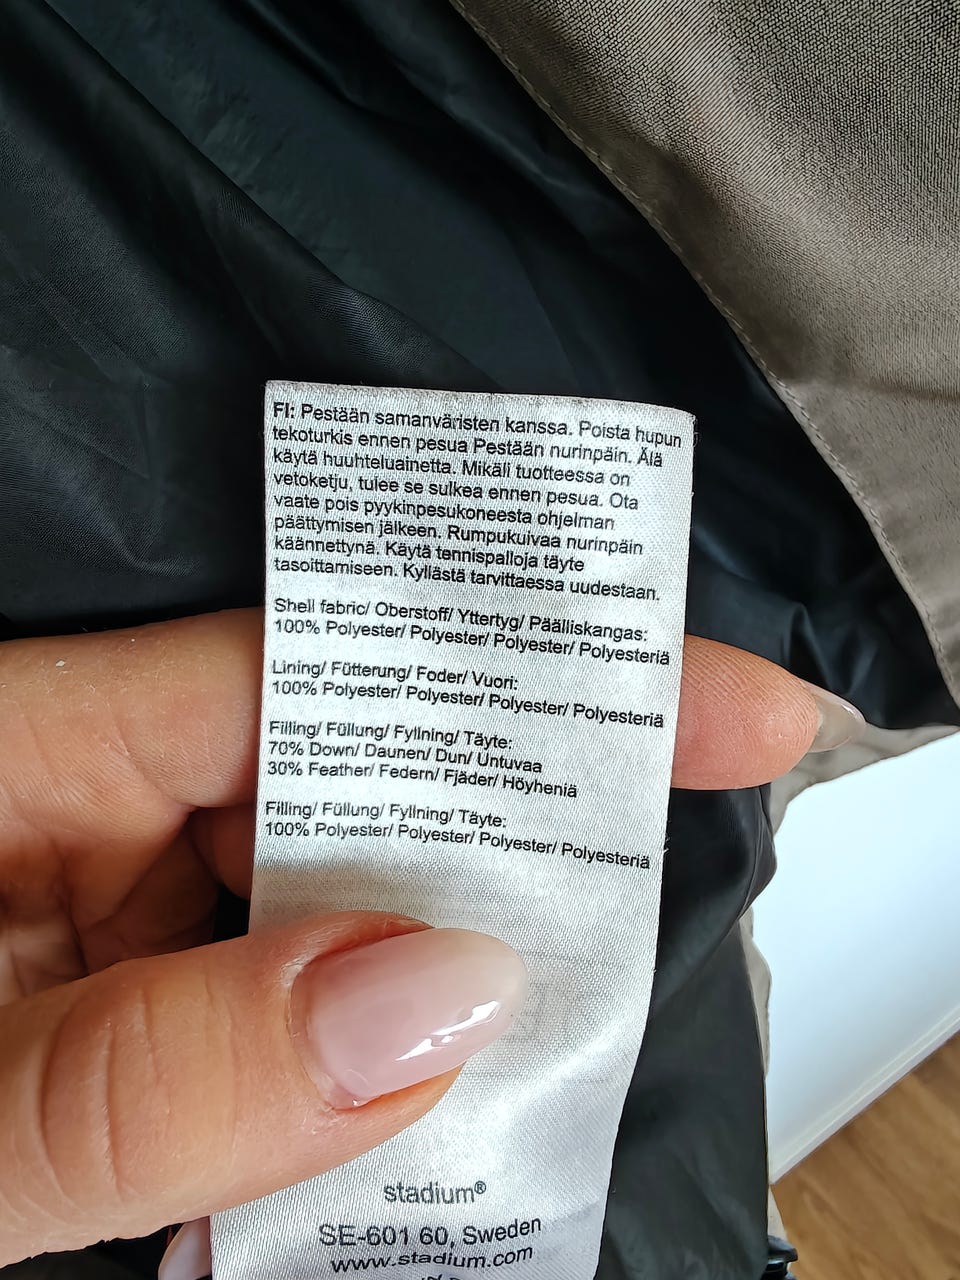 FI: Pestään samanväristen kanssa. Poista hupun
tekoturkis ennen pesua Pestään nurinpäin. Älä
käytä huuhteluainetta. Mikäli tuotteessa on
vetoketju, tulee se sulkea ennen pesua. Ota
vaate pois pyykinpesukoneesta ohjelman
päättymisen jälkeen. Rumpukuivaa nurinpäin
käännettynä. Käytä tennispalloja täyte
tasoittamiseen. Kyllästä tarvittaessa uudestaan.
Shell fabric/ Oberstoff/ Yttertyg/ Päälliskangas:
100% Polyester/ Polyester/ Polyester/ Polyesteriä
Lining/ Fütterung/ Foder/ Vuori:
100% Polyester/ Polyester/ Polyester/ Polyesteriä
Filling/ Füllung/ Fyllning/ Täyte:
70% Down/ Daunen/ Dun/ Untuvaa
30% Feather/ Federn/ Fjäder/ Höyheniä
Filling/ Füllung/ Fyllning/ Täyte:
100% Polyester/ Polyester/ Polyester/ Polyesteriä
stadium®
SE-601 60, Sweden
www.stadium.com